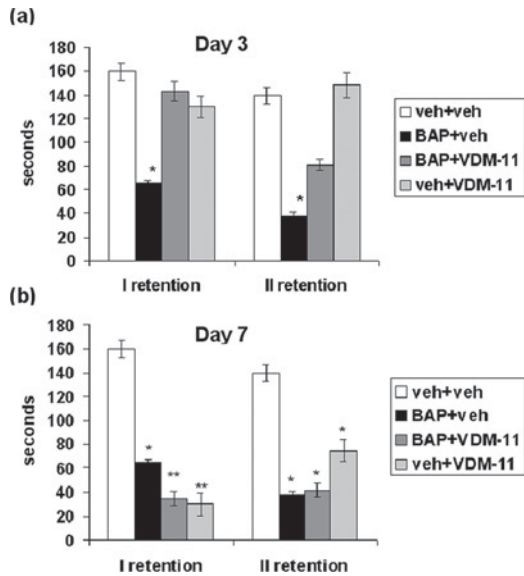 (a)
Day 3
180
160
140
120
100
80
60
40
20
0
seconds
*
*
I retention
II retention
veh+veh
BAP+veh
BAP+VDM-11
veh+VDM-11
(b)
Day 7
180
160
140
120
100
80
60
40
20
0
seconds
*
**
**
*
*
*
I retention
II retention
veh+veh
BAP+veh
BAP+VDM-11
veh+VDM-11